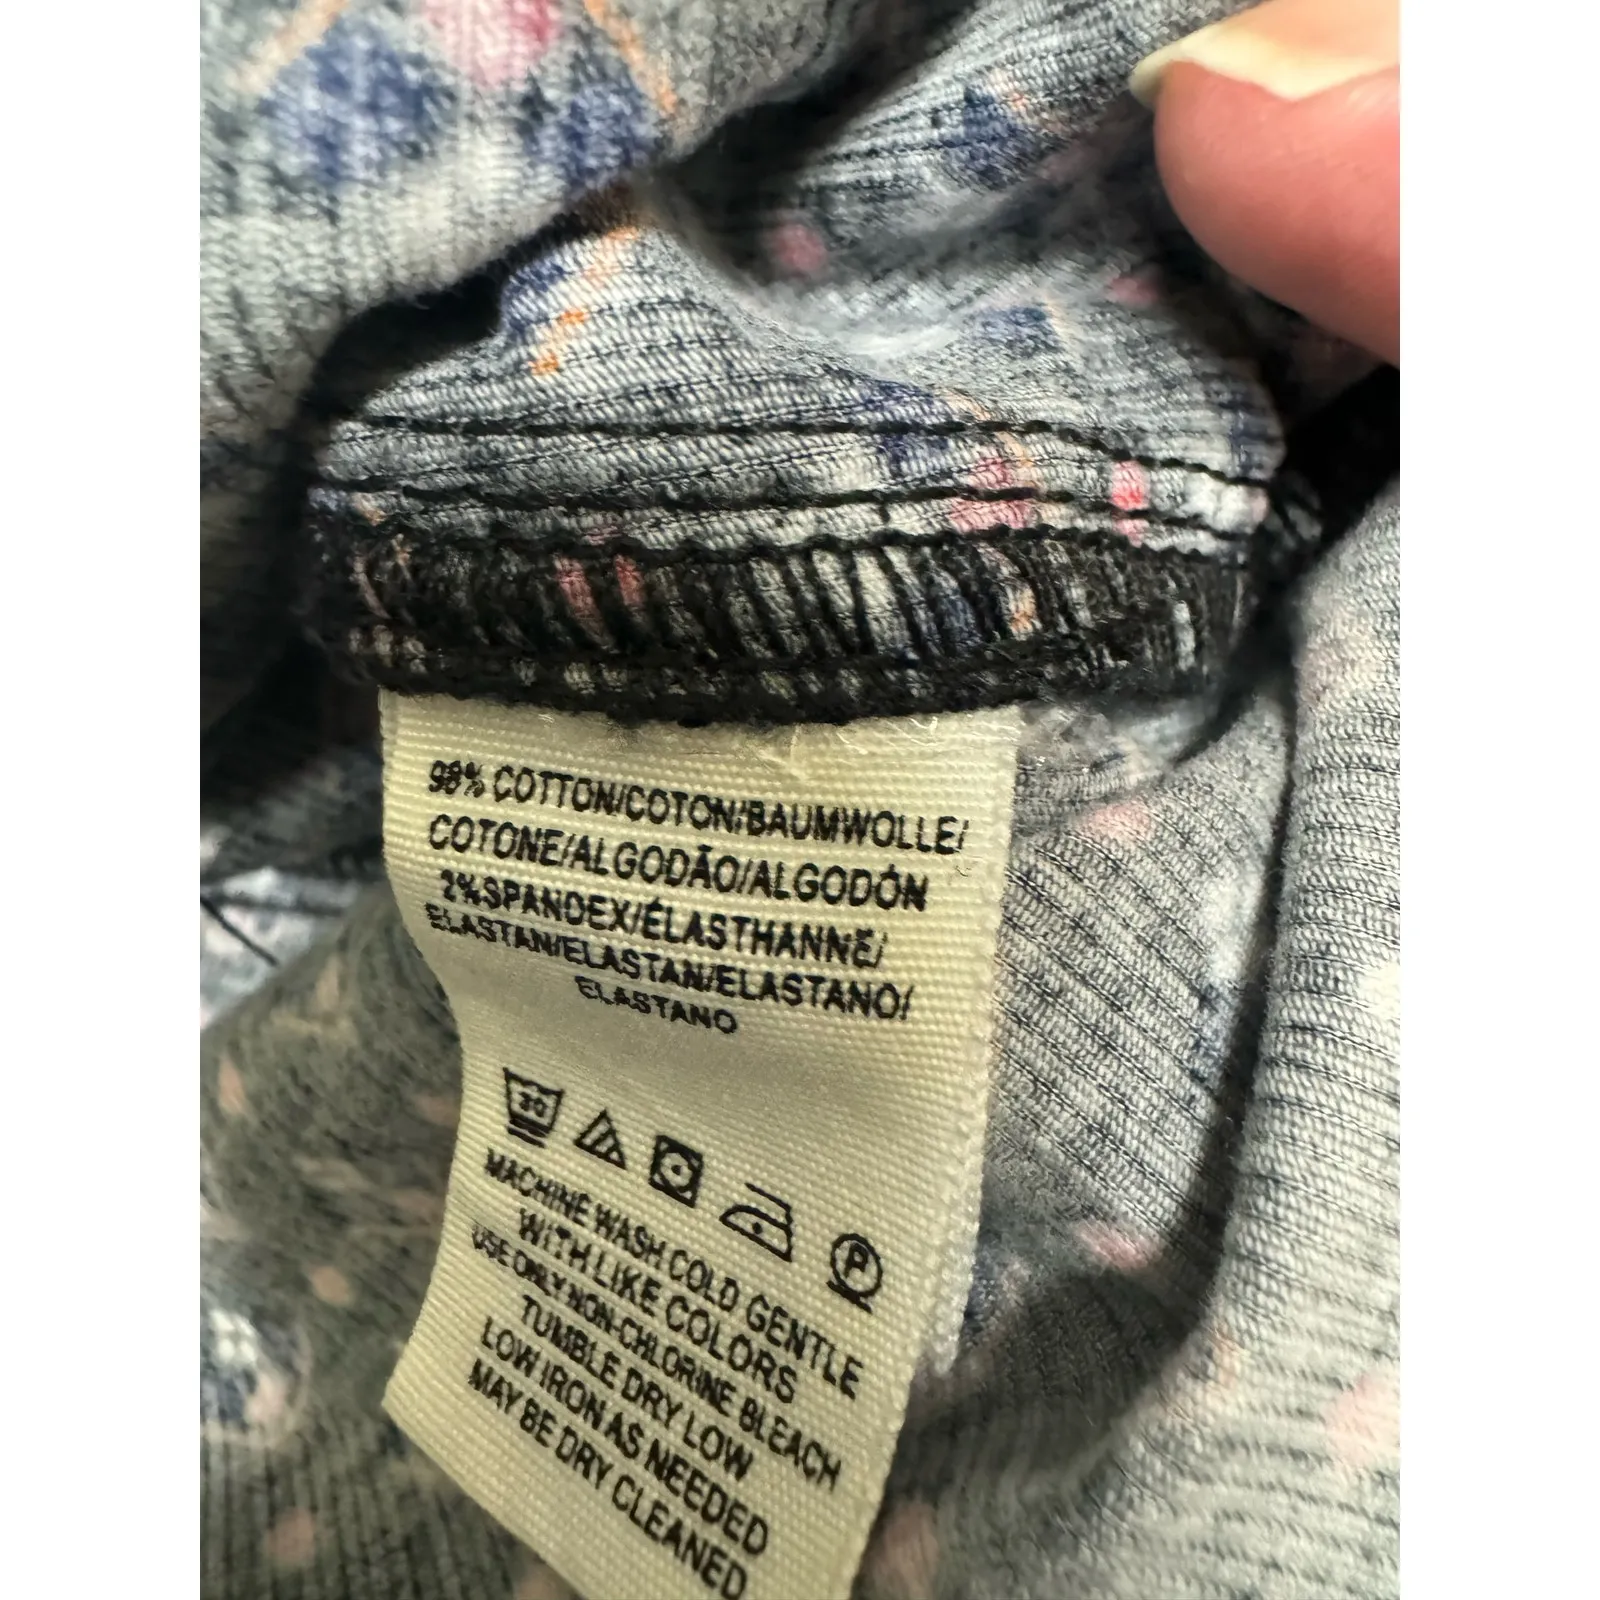 98% COTTON/COTON/BAUMWOLLE/
COTONE/ALGODÃO/ALGODÓN
2%SPANDEX/ÉLASTHANNE/
ELASTAN/ELASTAN/ELASTANO/
ELASTANO
30
P
MACHINE WASH COLD GENTLE
WITH LIKE COLORS
USE ONLY NON-CHLORINE BLEACH
TUMBLE DRY LOW
LOW IRON AS NEEDED
MAY BE DRY CLEANED